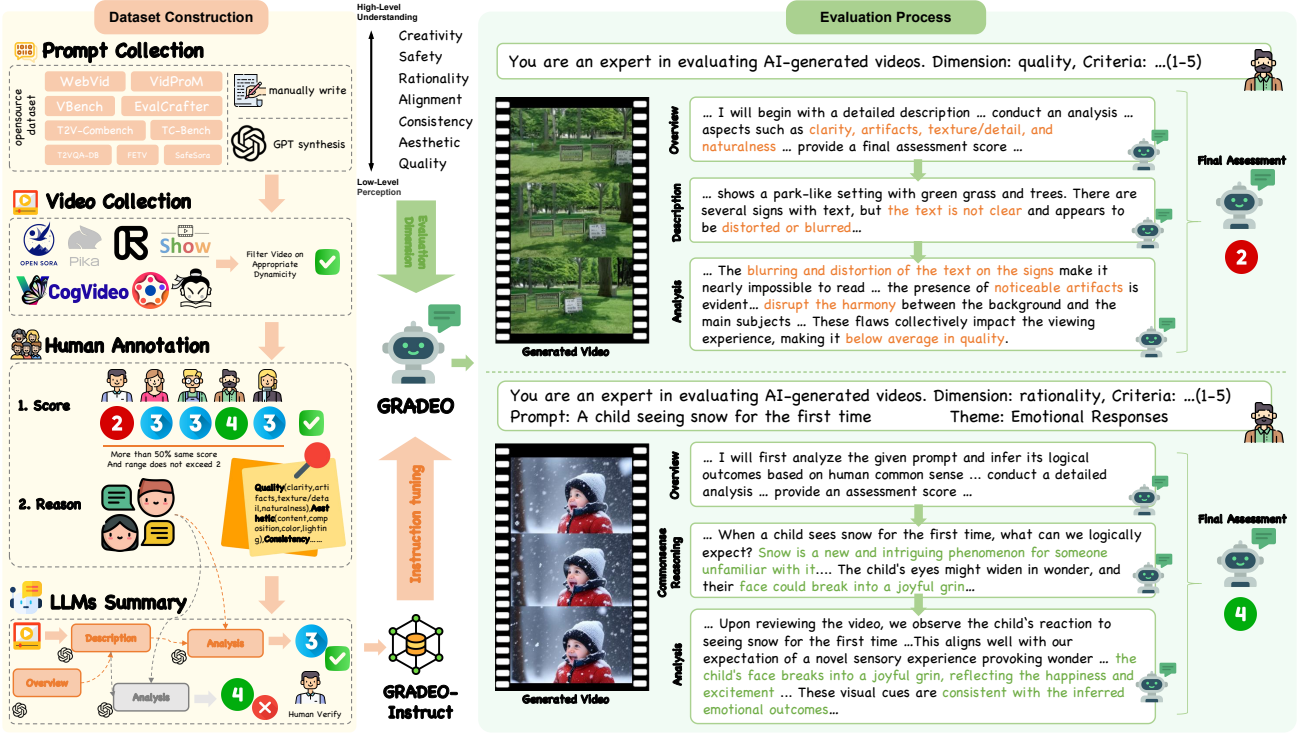 Dataset Construction
Prompt Collection
opensource
dataset
WebVid
VidProM
VBench
EvalCrafter
T2V-Combench
TC-Bench
T2VQA-DB
FETV
SafeSora
manually write
GPT synthesis
Video Collection
OPEN SORA
Pika
Show
CogVideo
Filter Video on
Appropriate
Dynamicity
Human Annotation
1. Score
2
3
3
4
3
More than 50% same score
And range does not exceed 2
2. Reason
Quality(clarity,arti
facts,texture/deta
il,naturalness),Aest
hetic(content,comp
osition,color,lightin
g),Consistency......
LLMs Summary
Description
Analysis
3
Overview
Analysis
4
Human Verify
High-Level
Understanding
Creativity
Safety
Rationality
Alignment
Consistency
Aesthetic
Quality
Low-Level
Perception
Evaluation
Dimension
GRADEO
Instruction tuning
GRADEO-
Instruct
Evaluation Process
You are an expert in evaluating AI-generated videos. Dimension: quality, Criteria: ...(1-5)
Generated Video
Overview
... I will begin with a detailed description ... conduct an analysis ...
aspects such as clarity, artifacts, texture/detail, and
naturalness ... provide a final assessment score ...
Description
... shows a park-like setting with green grass and trees. There are
several signs with text, but the text is not clear and appears to
be distorted or blurred...
Analysis
... The blurring and distortion of the text on the signs make it
nearly impossible to read ... the presence of noticeable artifacts is
evident... disrupt the harmony between the background and the
main subjects ... These flaws collectively impact the viewing
experience, making it below average in quality.
Final Assessment
2
You are an expert in evaluating AI-generated videos. Dimension: rationality, Criteria: ...(1-5)
Prompt: A child seeing snow for the first time Theme: Emotional Responses
Generated Video
Overview
... I will first analyze the given prompt and infer its logical
outcomes based on human common sense ... conduct a detailed
analysis ... provide an assessment score ...
Commonsense
Reasoning
... When a child sees snow for the first time, what can we logically
expect? Snow is a new and intriguing phenomenon for someone
unfamiliar with it.... The child's eyes might widen in wonder, and
their face could break into a joyful grin...
Analysis
... Upon reviewing the video, we observe the child's reaction to
seeing snow for the first time ...This aligns well with our
expectation of a novel sensory experience provoking wonder ... the
child's face breaks into a joyful grin, reflecting the happiness and
excitement ... These visual cues are consistent with the inferred
emotional outcomes...
Final Assessment
4